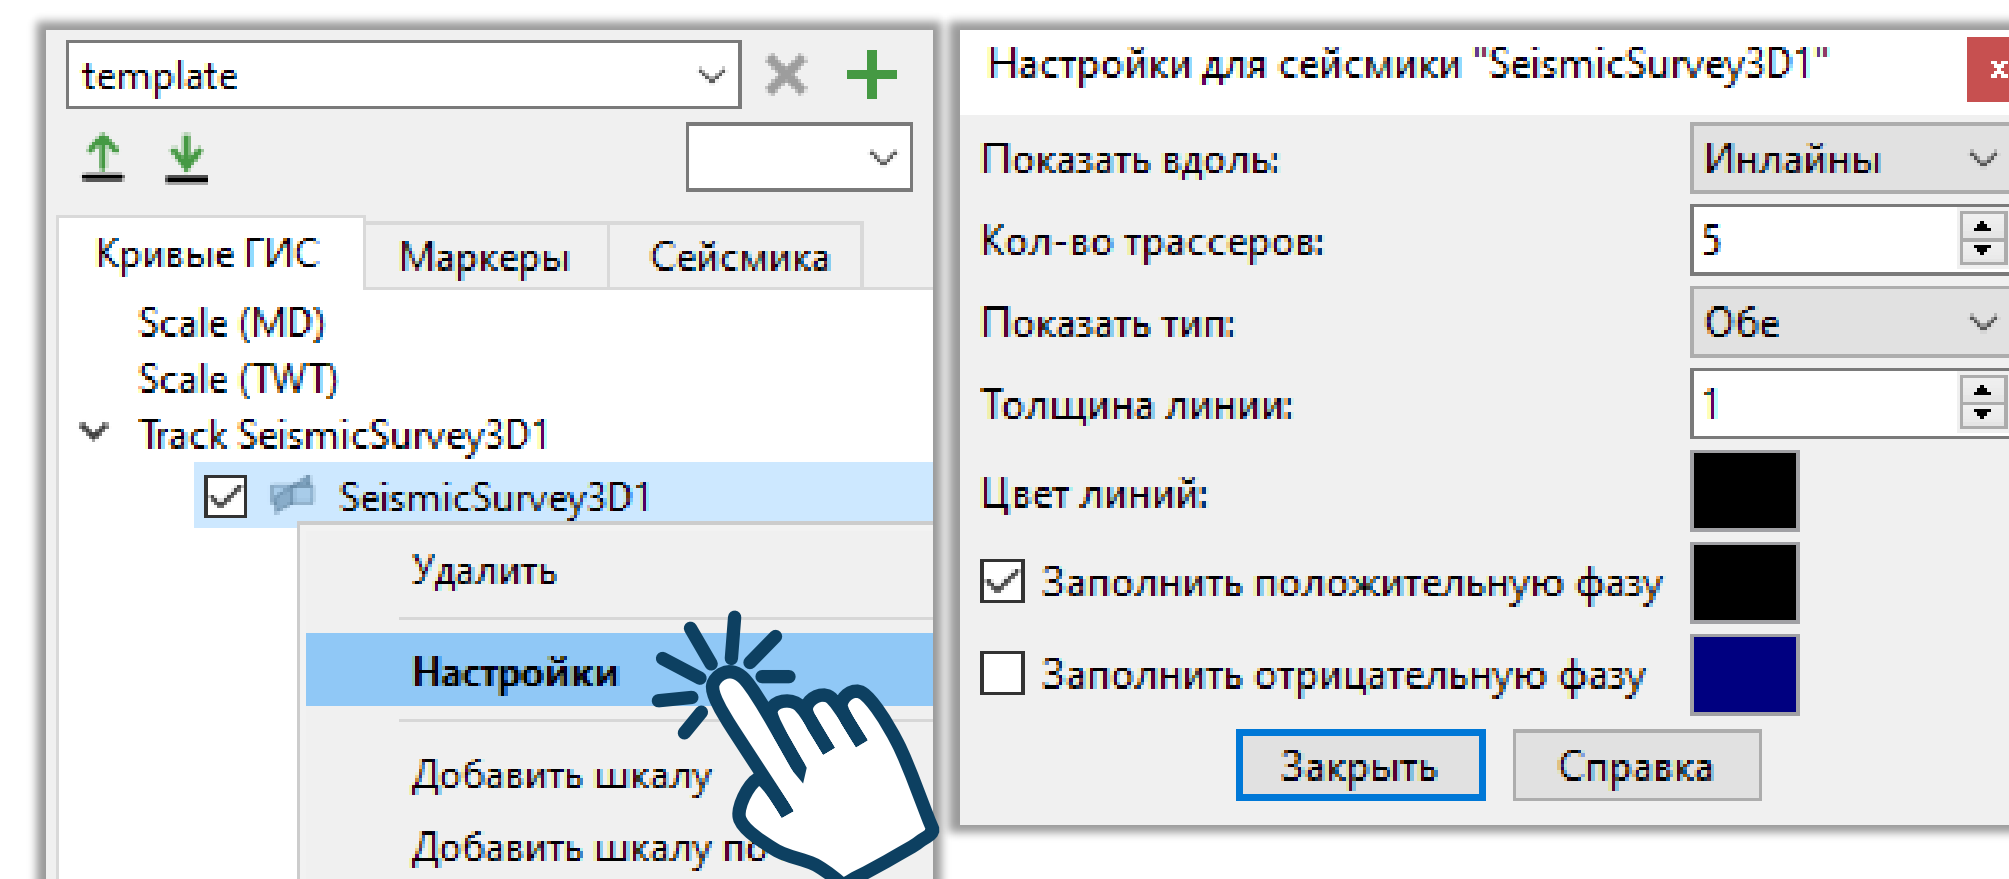 template
Кривые ГИС
Маркеры
Сейсмика
Scale (MD)
Scale (TWT)
Track SeismicSurvey3D1
SeismicSurvey3D1
Удалить
Настройки
Добавить шкалу
Добавить шкалу по
Настройки для сейсмики "SeismicSurvey3D1"
x
Показать вдоль: Инлайны
Кол-во трассеров: 5
Показать тип: Обе
Толщина линии: 1
Цвет линий:
Заполнить положительную фазу
Заполнить отрицательную фазу
Закрыть
Справка